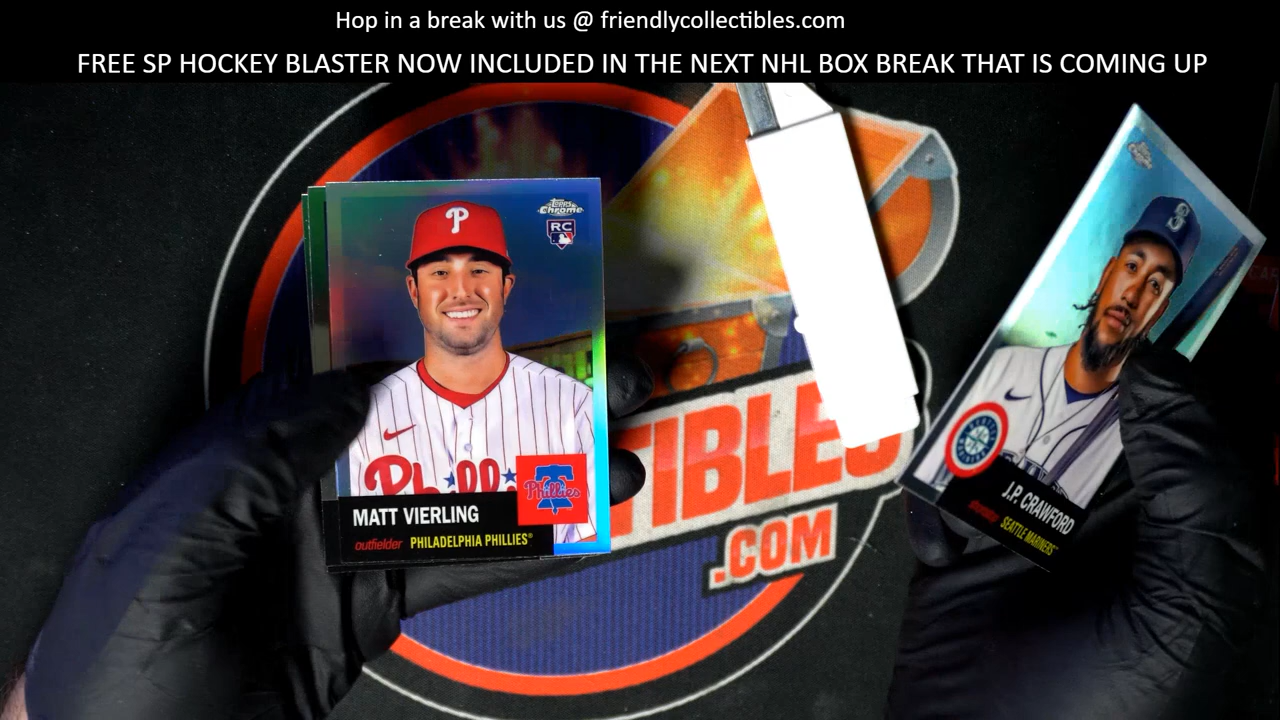 Hop in a break with us @ friendlycollectibles.com
FREE SP HOCKEY BLASTER NOW INCLUDED IN THE NEXT NHL BOX BREAK THAT IS COMING UP
Topps
Chrome
RC
P
Phillies
MATT VIERLING
outfielder PHILADELPHIA PHILLIES®
TIBLES
.COM
S
J.P. CRAWFORD
SEATTLE MARINERS